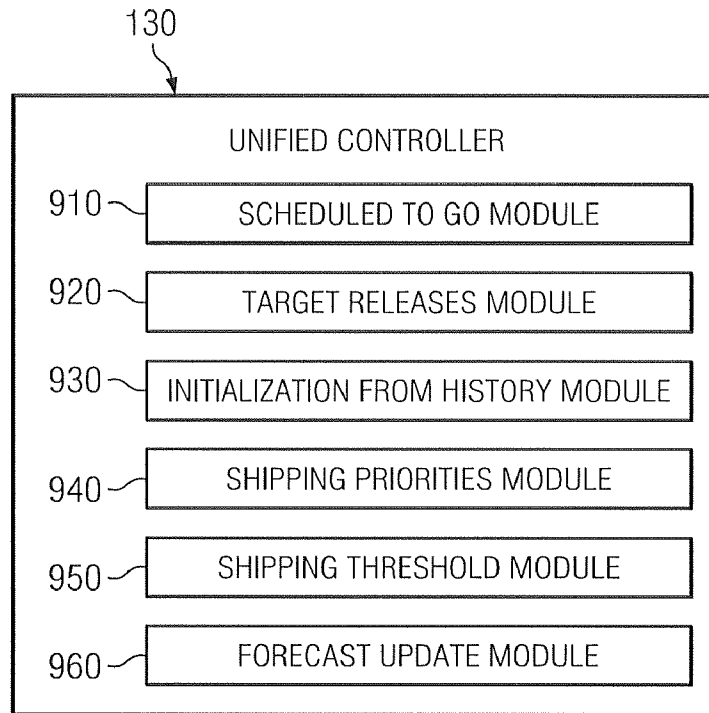 130
UNIFIED CONTROLLER
910 SCHEDULED TO GO MODULE
920 TARGET RELEASES MODULE
930 INITIALIZATION FROM HISTORY MODULE
940 SHIPPING PRIORITIES MODULE
950 SHIPPING THRESHOLD MODULE
960 FORECAST UPDATE MODULE